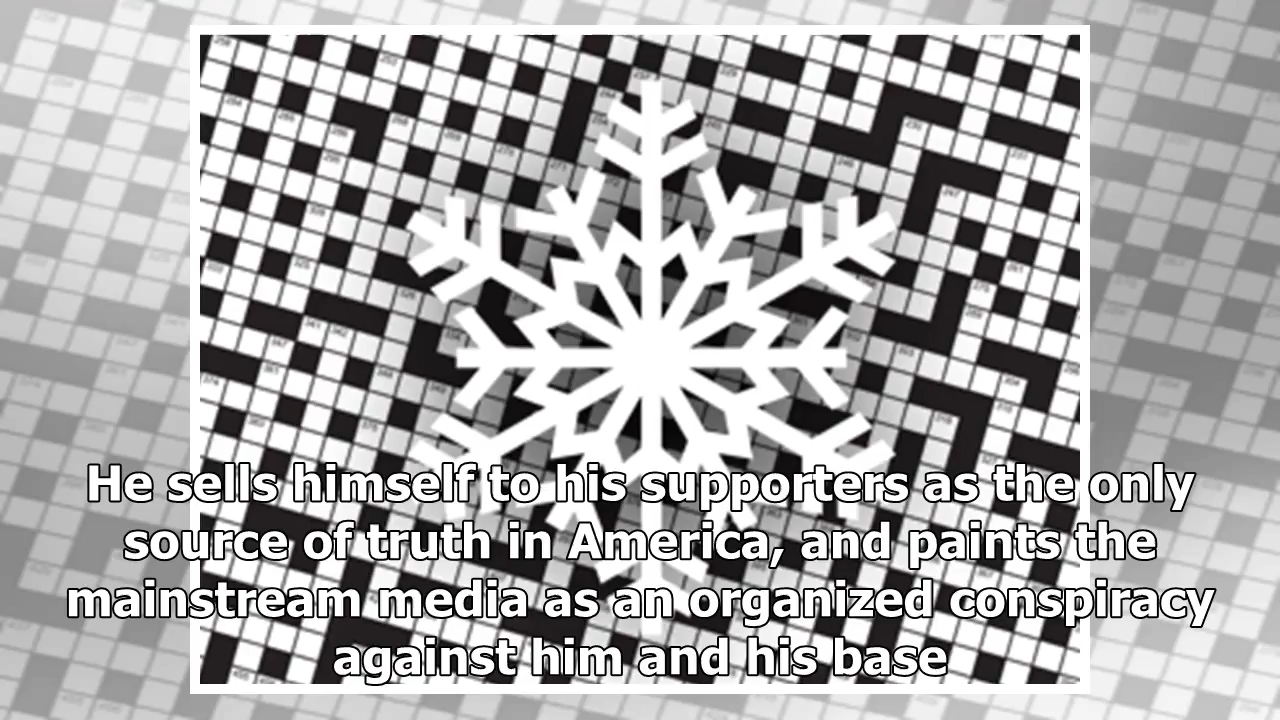 He sells himself to his supporters as the only
source of truth in America, and paints the
mainstream media as an organized conspiracy
against him and his base